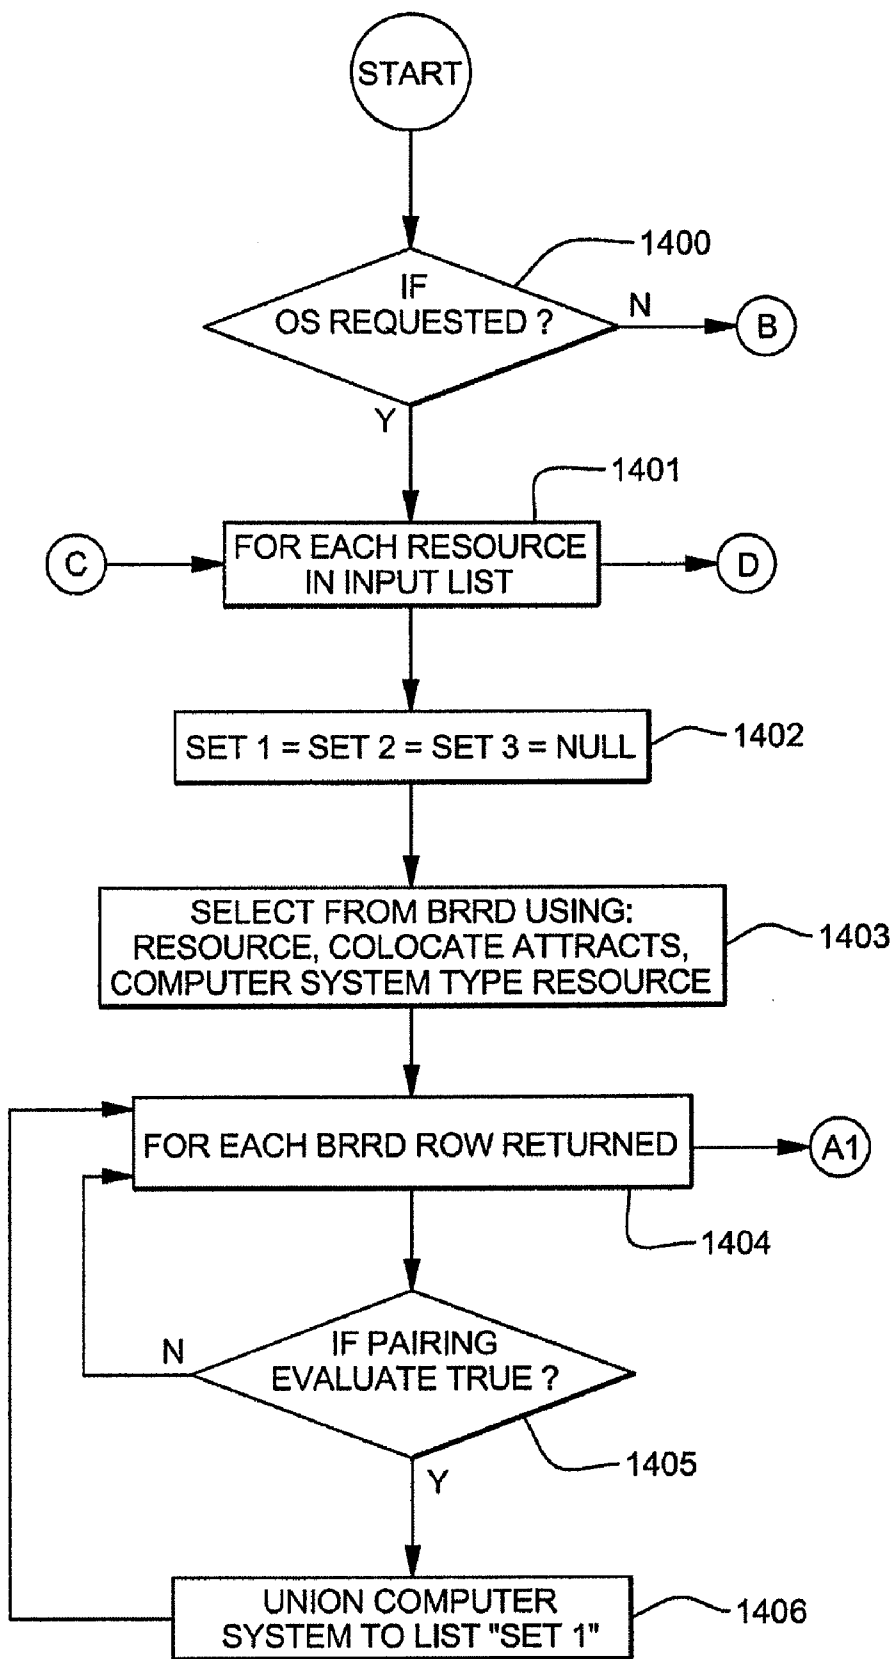 START
1400
IF
OS REQUESTED ?
N
B
Y
1401
C
FOR EACH RESOURCE
IN INPUT LIST
D
SET 1 = SET 2 = SET 3 = NULL
1402
SELECT FROM BRRD USING:
RESOURCE, COLOCATE ATTRACTS,
COMPUTER SYSTEM TYPE RESOURCE
1403
FOR EACH BRRD ROW RETURNED
A1
1404
N
IF PAIRING
EVALUATE TRUE ?
1405
Y
UNION COMPUTER
SYSTEM TO LIST "SET 1"
1406